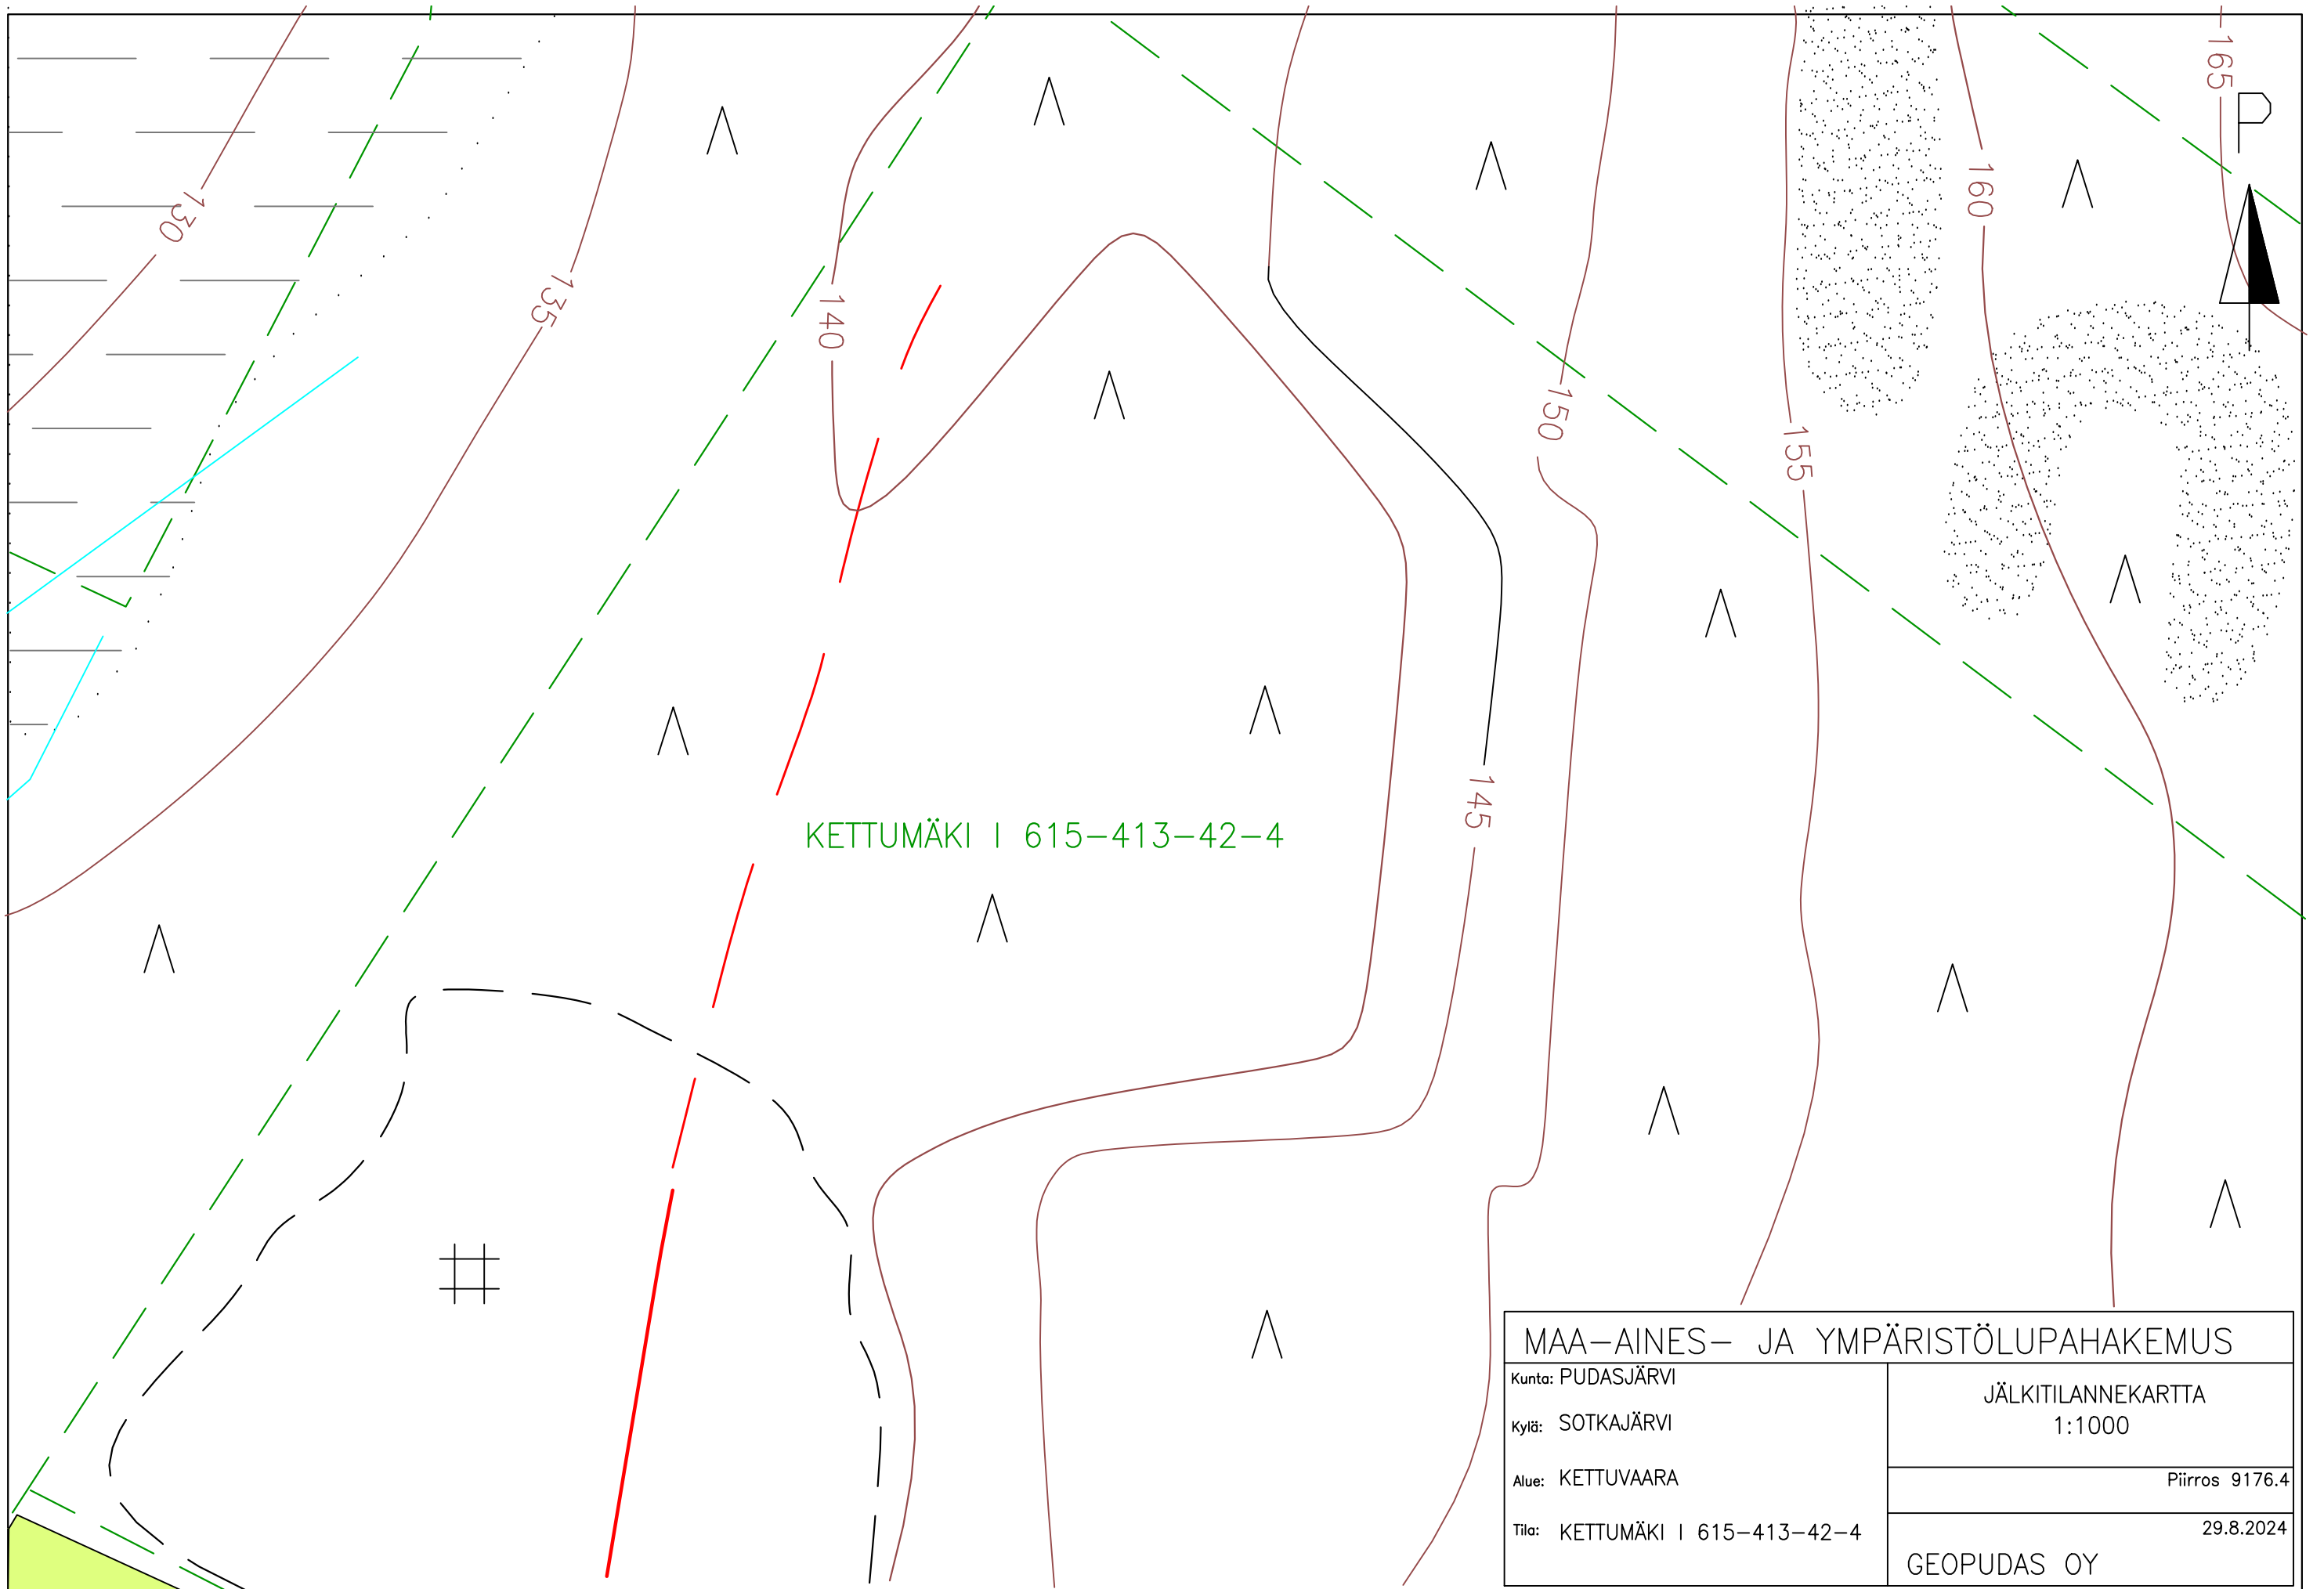 165
P
160
130
135
140
150
155
145
KETTUMÄKI I 615-413-42-4
MAA-AINES- JA YMPÄRISTÖLUPAHAKEMUS
Kunta: PUDASJÄRVI
Kylä: SOTKAJÄRVI
Alue: KETTUVAARA
Tila: KETTUMÄKI I 615-413-42-4
JÄLKITILANNEKARTTA
1:1000
Piirros 9176.4
29.8.2024
GEOPUDAS OY